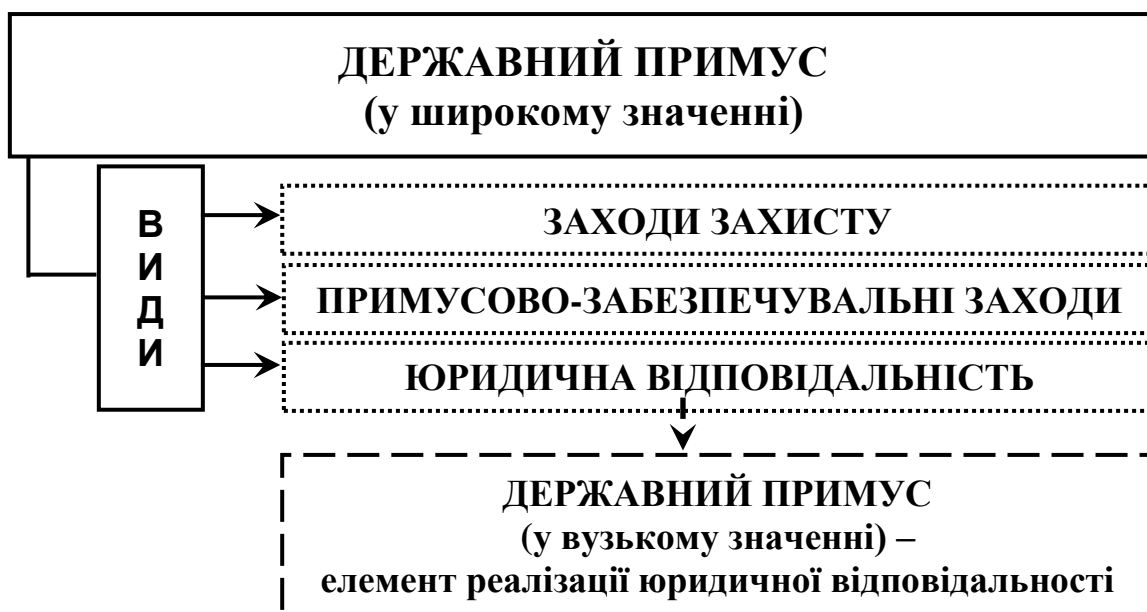 ДЕРЖАВНИЙ ПРИМУС
(у широкому значенні)
ВИДИ
ЗАХОДИ ЗАХИСТУ
ПРИМУСОВО-ЗАБЕЗПЕЧУВАЛЬНІ ЗАХОДИ
ЮРИДИЧНА ВІДПОВІДАЛЬНІСТЬ
ДЕРЖАВНИЙ ПРИМУС
(у вузькому значенні) –
елемент реалізації юридичної відповідальності